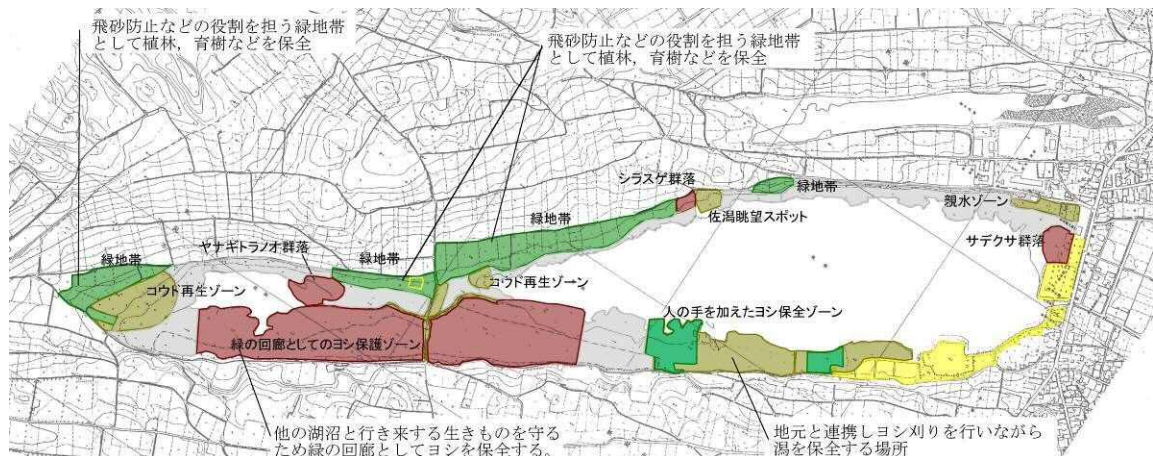 飛砂防止などの役割を担う緑地帯
として植林，育樹などを保全
飛砂防止などの役割を担う緑地帯
として植林，育樹などを保全
シラスゲ群落
緑地帯
佐潟眺望スポット
親水ゾーン
サデクサ群落
緑地帯
ヤナギトラノオ群落
緑地帯
緑地帯
コウド再生ゾーン
コウド再生ゾーン
人の手を加えたヨシ保全ゾーン
緑の回廊としてのヨシ保護ゾーン
他の湖沼と行き来する生きものを守る
ため緑の回廊としてヨシを保全する。
地元と連携しヨシ刈りを行いながら
潟を保全する場所